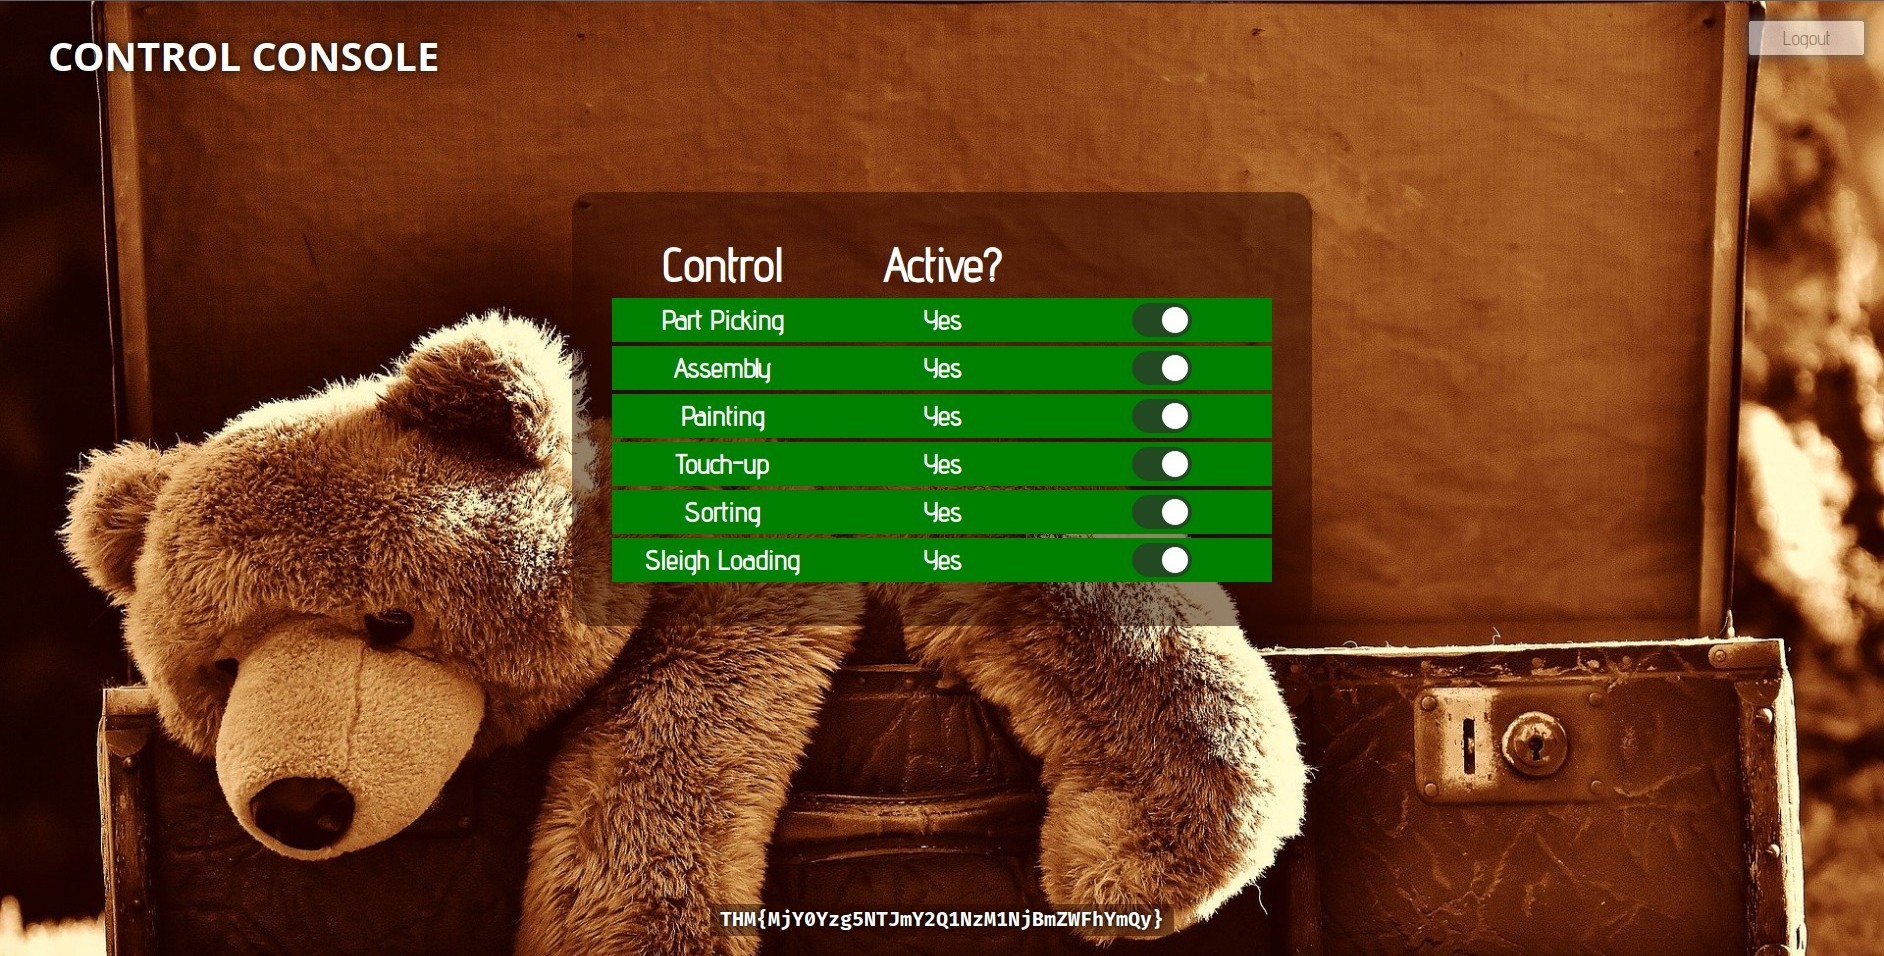 CONTROL CONSOLE
Logout
Control Active?
Part Picking Yes
Assembly Yes
Painting Yes
Touch-up Yes
Sorting Yes
Sleigh Loading Yes
THM{MjY0Yzg5NTJmY2Q1NzM1NjBmZWFhYmQy}